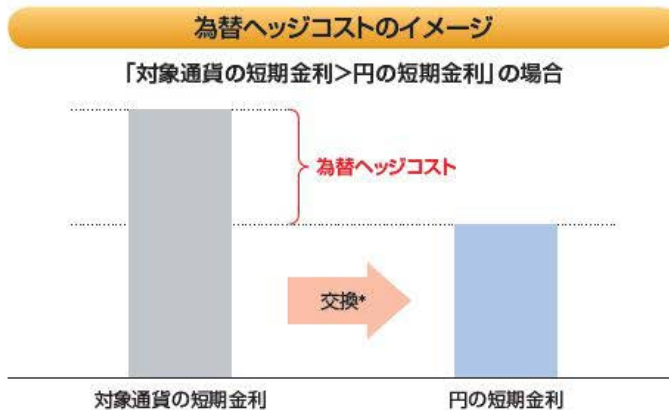 為替ヘッジコストのイメージ
「対象通貨の短期金利>円の短期金利」の場合
為替ヘッジコスト
交換*
対象通貨の短期金利
円の短期金利